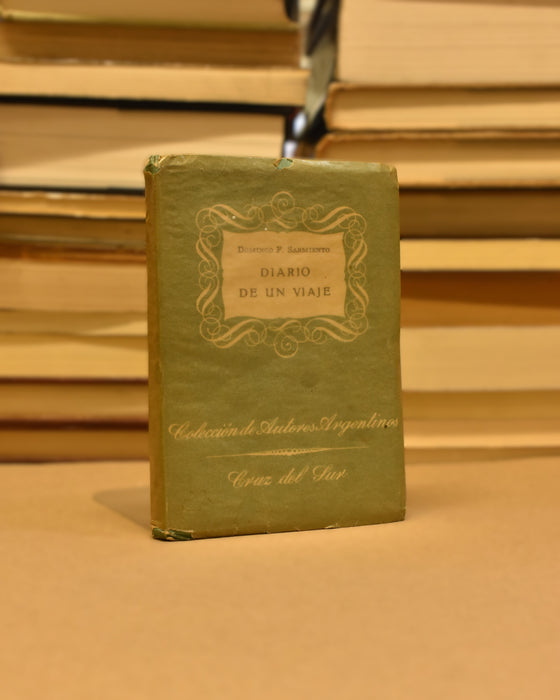 Domingo F. Sarmiento
DIARIO
DE UN VIAJE
Colección de Autores Argentinos
Cruz del Sur